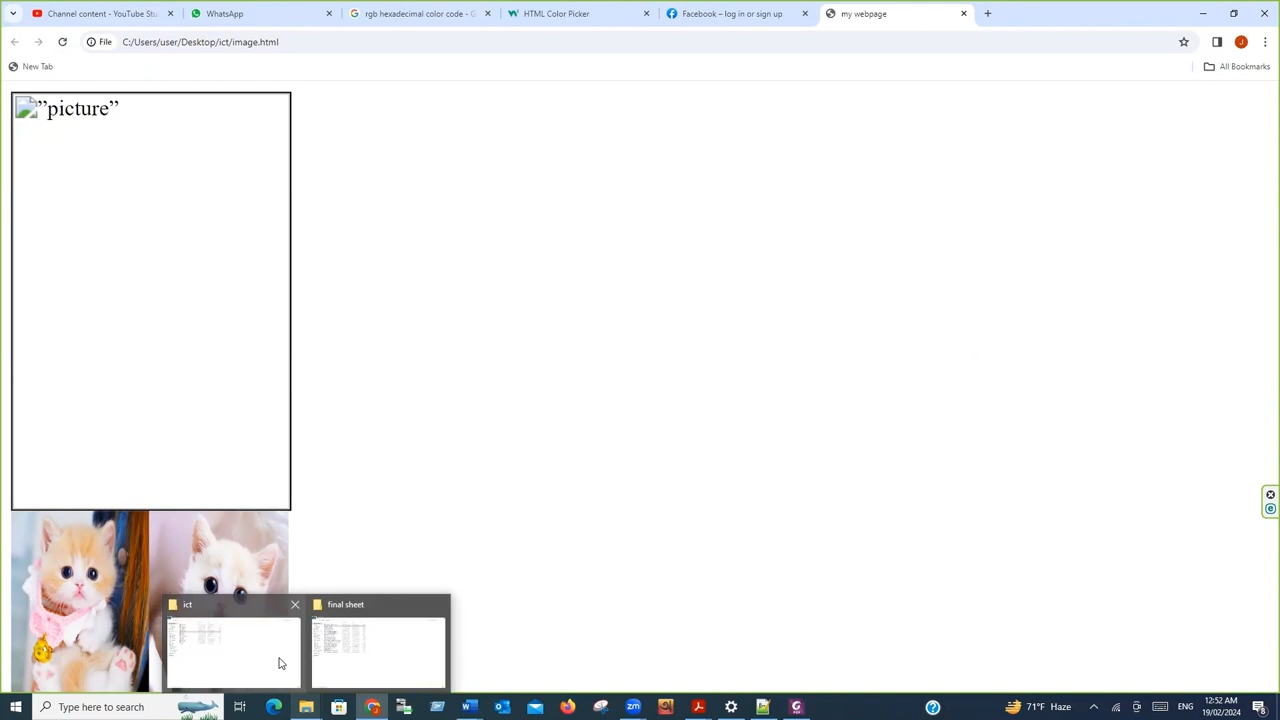 Channel content - YouTube Stu
WhatsApp
rgb hexadecimal color code - G
HTML Color Picker
Facebook – log in or sign up
my webpage
File
C:/Users/user/Desktop/ict/image.html
J
New Tab
All Bookmarks
”picture”
ict
final sheet
Type here to search
71°F Haze
ENG
12:52 AM
19/02/2024